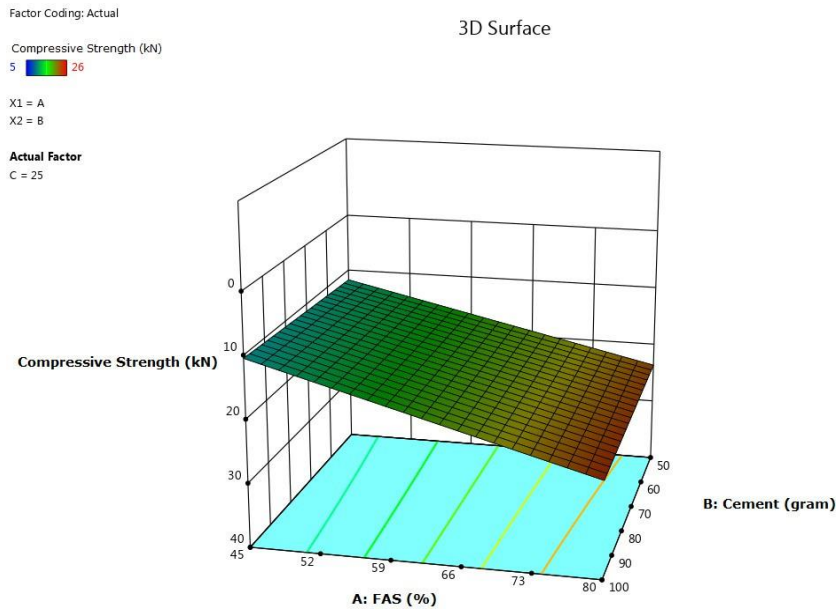 Factor Coding: Actual
3D Surface
Compressive Strength (kN)
5 26
X1 = A
X2 = B
Actual Factor
C = 25
0
10
20
30
40
Compressive Strength (kN)
45
52
59
66
73
80
A: FAS (%)
50
60
70
80
90
100
B: Cement (gram)